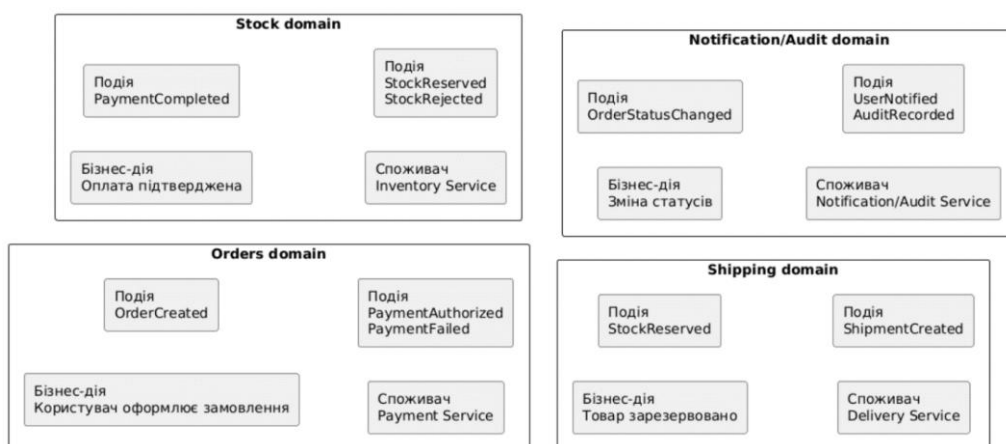 Stock domain
Подія
PaymentCompleted
Подія
StockReserved
StockRejected
Бізнес-дія
Оплата підтверджена
Споживач
Inventory Service
Notification/Audit domain
Подія
OrderStatusChanged
Подія
UserNotified
AuditRecorded
Бізнес-дія
Зміна статусів
Споживач
Notification/Audit Service
Orders domain
Подія
OrderCreated
Подія
PaymentAuthorized
PaymentFailed
Бізнес-дія
Користувач оформлює замовлення
Споживач
Payment Service
Shipping domain
Подія
StockReserved
Подія
ShipmentCreated
Бізнес-дія
Товар зарезервовано
Споживач
Delivery Service